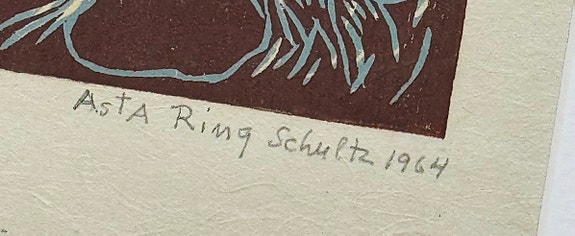 AstA Ring Schultz 1964